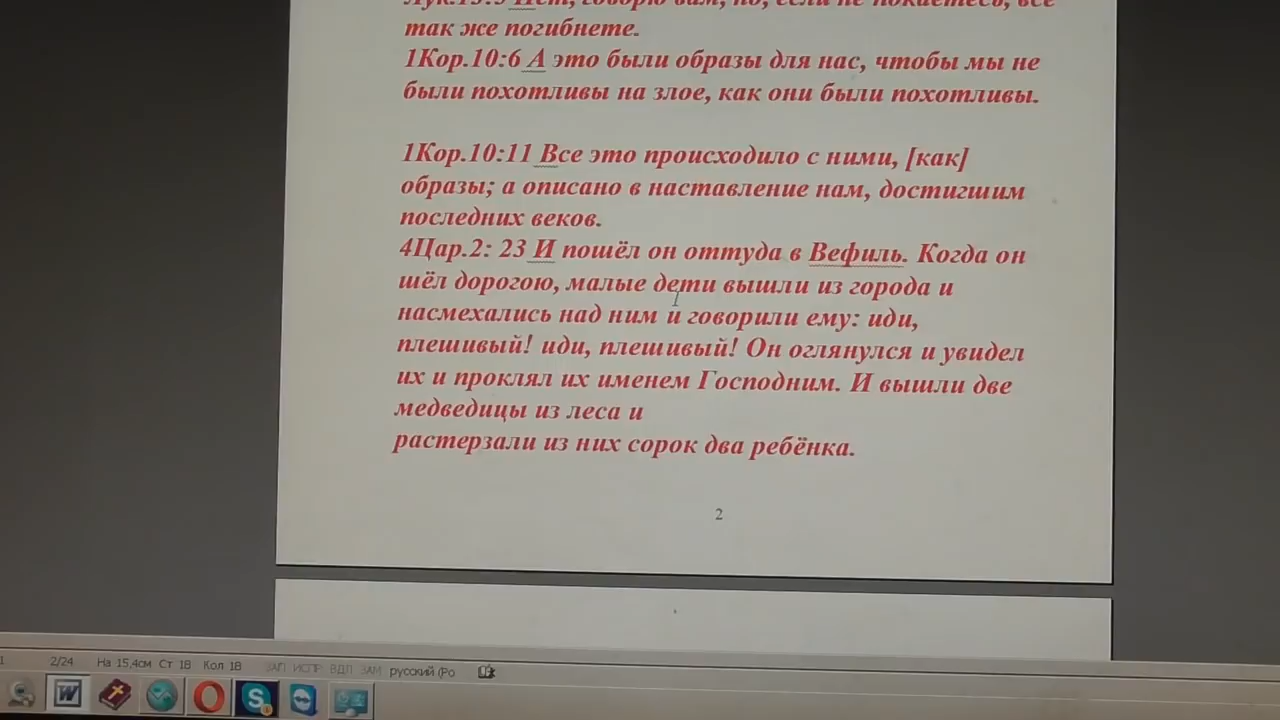 так же погибнете.
1Кор.10:6 А это были образы для нас, чтобы мы не
были похотливы на злое, как они были похотливы.
1Кор.10:11 Все это происходило с ними, [как]
образы; а описано в наставление нам, достигшим
последних веков.
4Цар.2: 23 И пошёл он оттуда в Вефиль. Когда он
шёл дорогою, малые дети вышли из города и
насмехались над ним и говорили ему: иди,
плешивый! иди, плешивый! Он оглянулся и увидел
их и проклял их именем Господним. И вышли две
медведицы из леса и
растерзали из них сорок два ребёнка.
2
1 2/24 На 15,4см Ст 18 Кол 18 ЗАП ИСПР ВДЛ ЗАМ русский (Ро